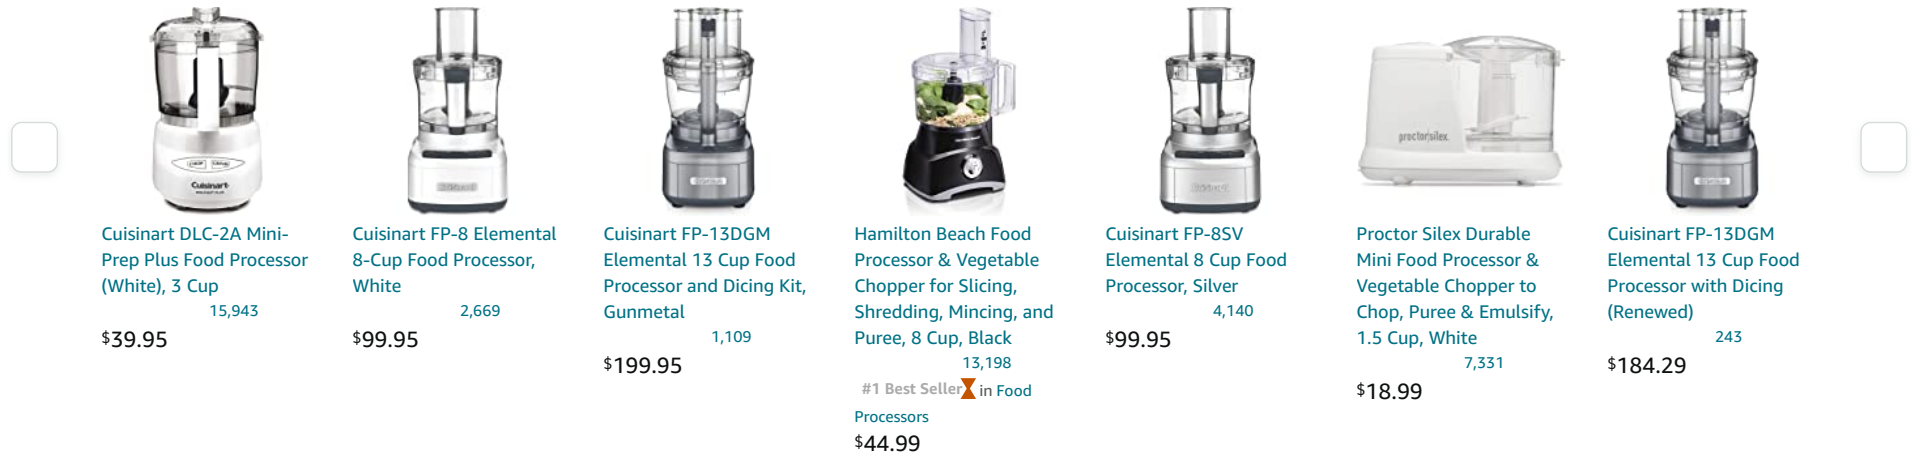 Cuisinart
proctor silex.
Cuisinart DLC-2A Mini-
Prep Plus Food Processor
(White), 3 Cup
15,943
$39.95
Cuisinart FP-8 Elemental
8-Cup Food Processor,
White
2,669
$99.95
Cuisinart FP-13DGM
Elemental 13 Cup Food
Processor and Dicing Kit,
Gunmetal
1,109
$199.95
Hamilton Beach Food
Processor & Vegetable
Chopper for Slicing,
Shredding, Mincing, and
Puree, 8 Cup, Black
13,198
#1 Best Seller in Food
Processors
$44.99
Cuisinart FP-8SV
Elemental 8 Cup Food
Processor, Silver
4,140
$99.95
Proctor Silex Durable
Mini Food Processor &
Vegetable Chopper to
Chop, Puree & Emulsify,
1.5 Cup, White
7,331
$18.99
Cuisinart FP-13DGM
Elemental 13 Cup Food
Processor with Dicing
(Renewed)
243
$184.29